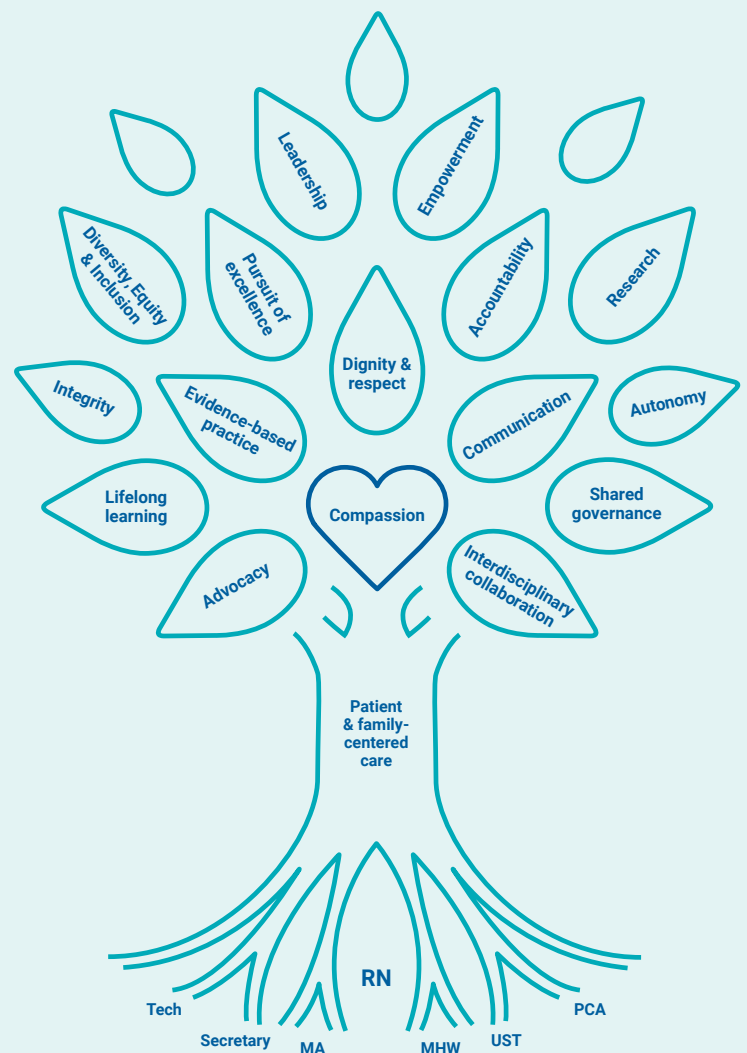 Leadership
Empowerment
Diversity, Equity
& Inclusion
Pursuit of
excellence
Accountability
Research
Dignity &
respect
Integrity
Evidence-based
practice
Communication
Autonomy
Lifelong
learning
Compassion
Shared
governance
Advocacy
Interdisciplinary
collaboration
Patient
& family-
centered
care
RN
Tech
PCA
Secretary
MA
MHW
UST